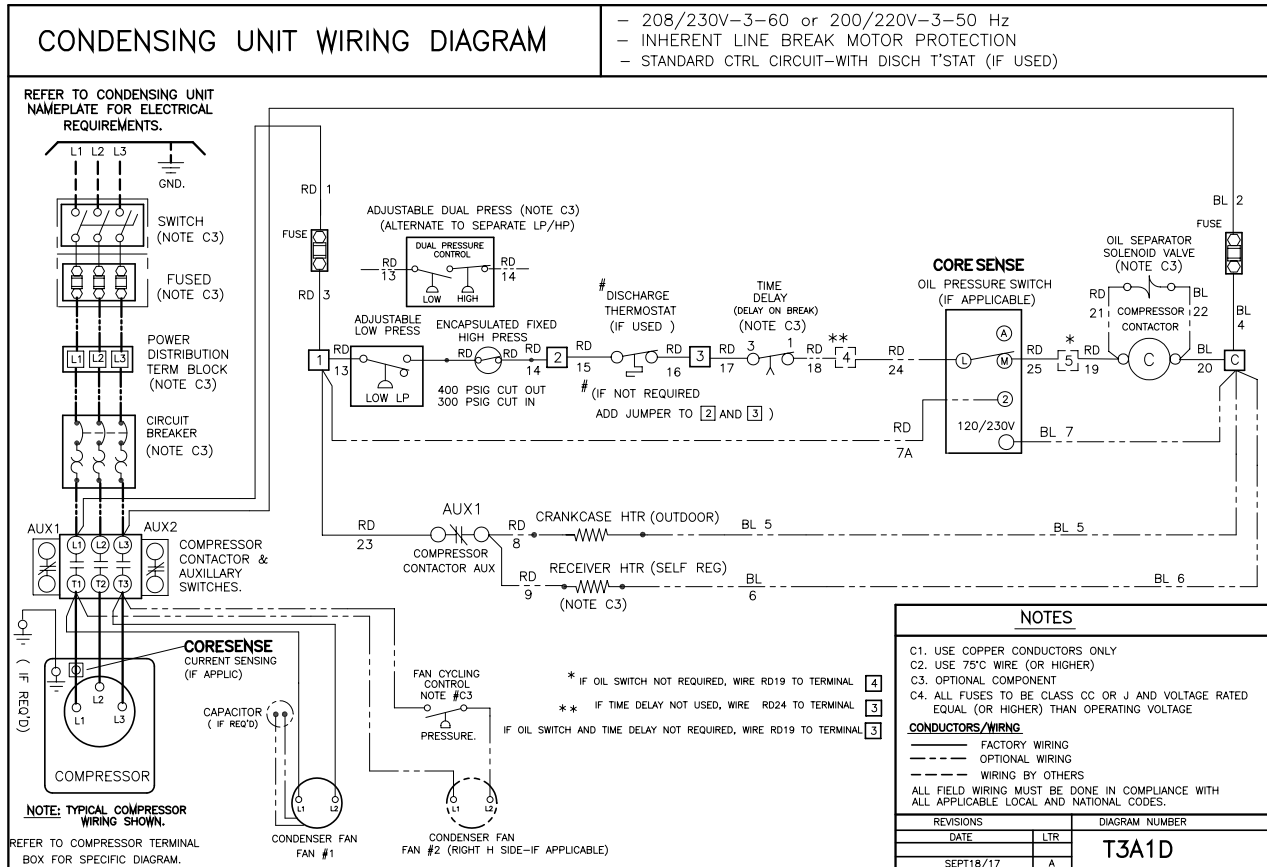 CONDENSING UNIT WIRING DIAGRAM
– 208/230V–3–60 or 200/220V–3–50 Hz
– INHERENT LINE BREAK MOTOR PROTECTION
– STANDARD CTRL CIRCUIT–WITH DISCH T'STAT (IF USED)
REFER TO CONDENSING UNIT
NAMEPLATE FOR ELECTRICAL
REQUIREMENTS.
L1 L2 L3
GND.
SWITCH
(NOTE C3)
FUSED
(NOTE C3)
L1 L2 L3
POWER
DISTRIBUTION
TERM BLOCK
(NOTE C3)
CIRCUIT
BREAKER
(NOTE C3)
AUX1
AUX2
L1 L2 L3
T1 T2 T3
COMPRESSOR
CONTACTOR &
AUXILLARY
SWITCHES.
RD 1
FUSE
RD 3
1
ADJUSTABLE DUAL PRESS (NOTE C3)
(ALTERNATE TO SEPARATE LP/HP)
DUAL PRESSURE
CONTROL
RD
13
RD
14
LOW HIGH
ADJUSTABLE
LOW PRESS
RD
13
LOW LP
ENCAPSULATED FIXED
HIGH PRESS
RD RD
14
400 PSIG CUT OUT
300 PSIG CUT IN
2
RD
15
# DISCHARGE
THERMOSTAT
(IF USED )
RD
16
# (IF NOT REQUIRED
ADD JUMPER TO 2 AND 3 )
3
RD
17
TIME
DELAY
(DELAY ON BREAK)
(NOTE C3)
3 1
RD
18
**
4
RD
24
CORESENSE
OIL PRESSURE SWITCH
(IF APPLICABLE)
A
L
M
2
120/230V
RD
25
*
5
RD
19
OIL SEPARATOR
SOLENOID VALVE
(NOTE C3)
RD
21
BL
22
COMPRESSOR
CONTACTOR
C
BL
20
C
BL 2
FUSE
BL
4
RD
7A
BL 7
RD
23
AUX1
COMPRESSOR
CONTACTOR AUX
RD
8
CRANKCASE HTR (OUTDOOR)
BL 5
BL 5
RD
9
RECEIVER HTR (SELF REG)
(NOTE C3)
BL
6
BL 6
( IF REQ'D)
CORESENSE
CURRENT SENSING
(IF APPLIC)
L1 L2 L3
COMPRESSOR
NOTE: TYPICAL COMPRESSOR
WIRING SHOWN.
REFER TO COMPRESSOR TERMINAL
BOX FOR SPECIFIC DIAGRAM.
CAPACITOR
( IF REQ'D)
L1 L2
CONDENSER FAN
FAN #1
FAN CYCLING
CONTROL
NOTE #C3
PRESSURE.
L1 L2
CONDENSER FAN
FAN #2 (RIGHT H SIDE–IF APPLICABLE)
* IF OIL SWITCH NOT REQUIRED, WIRE RD19 TO TERMINAL 4
** IF TIME DELAY NOT USED, WIRE RD24 TO TERMINAL 3
IF OIL SWITCH AND TIME DELAY NOT REQUIRED, WIRE RD19 TO TERMINAL 3
NOTES
C1. USE COPPER CONDUCTORS ONLY
C2. USE 75°C WIRE (OR HIGHER)
C3. OPTIONAL COMPONENT
C4. ALL FUSES TO BE CLASS CC OR J AND VOLTAGE RATED
EQUAL (OR HIGHER) THAN OPERATING VOLTAGE
CONDUCTORS/WIRNG
FACTORY WIRING
OPTIONAL WIRING
WIRING BY OTHERS
ALL FIELD WIRING MUST BE DONE IN COMPLIANCE WITH
ALL APPLICABLE LOCAL AND NATIONAL CODES.
REVISIONS
DIAGRAM NUMBER
DATE LTR
T3A1D
SEPT18/17 A